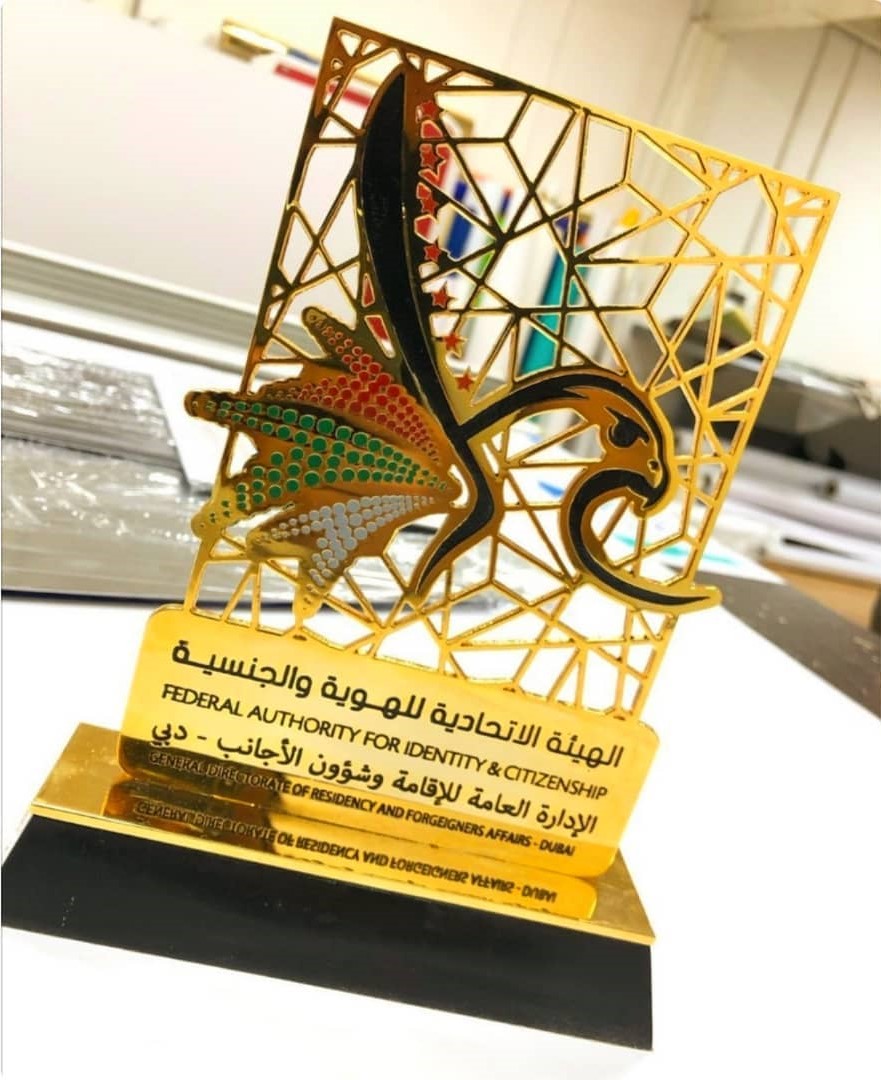 الهيئة الاتحادية للهوية والجنسية
FEDERAL AUTHORITY FOR IDENTITY & CITIZENSHIP
الإدارة العامة للإقامة وشؤون الأجانب - دبي
GENERAL DIRECTORATE OF RESIDENCY AND FORGEIGNERS AFFAIRS - DUBAI